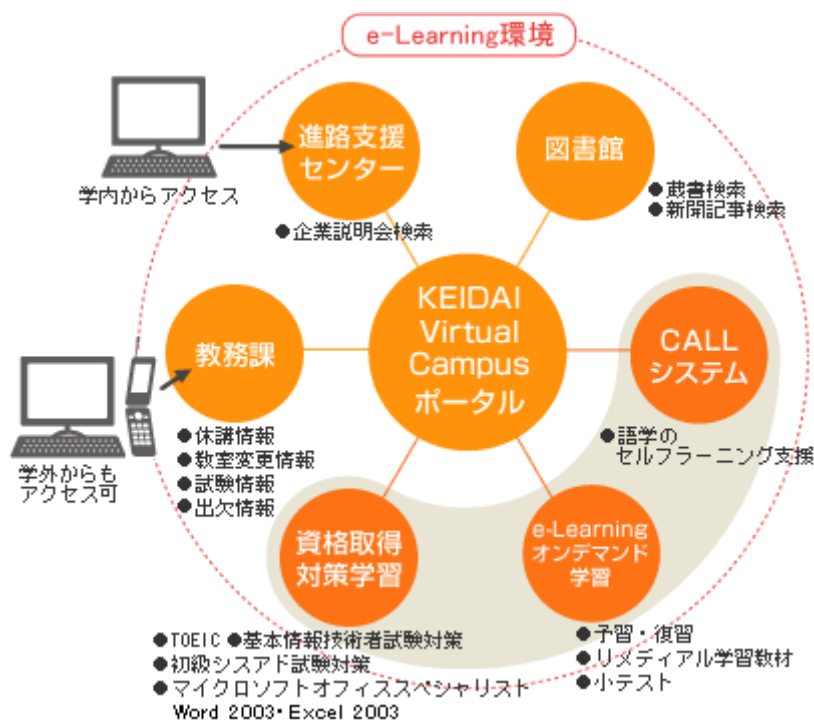 e-Learning環境
進路支援
センター
図書館
学内からアクセス
●蔵書検索
●新聞記事検索
●企業説明会検索
KEIDAI
Virtual
Campus
ポータル
教務課
CALL
システム
学外からも
アクセス可
●休講情報
●教室変更情報
●試験情報
●出欠情報
●語学の
セルフラーニング支援
資格取得
対策学習
e-Learning
オンデマンド
学習
●TOEIC ●基本情報技術者試験対策
●初級シスアド試験対策
●マイクロソフトオフィススペシャリスト
Word 2003・Excel 2003
●予習・復習
●リメディアル学習教材
●小テスト